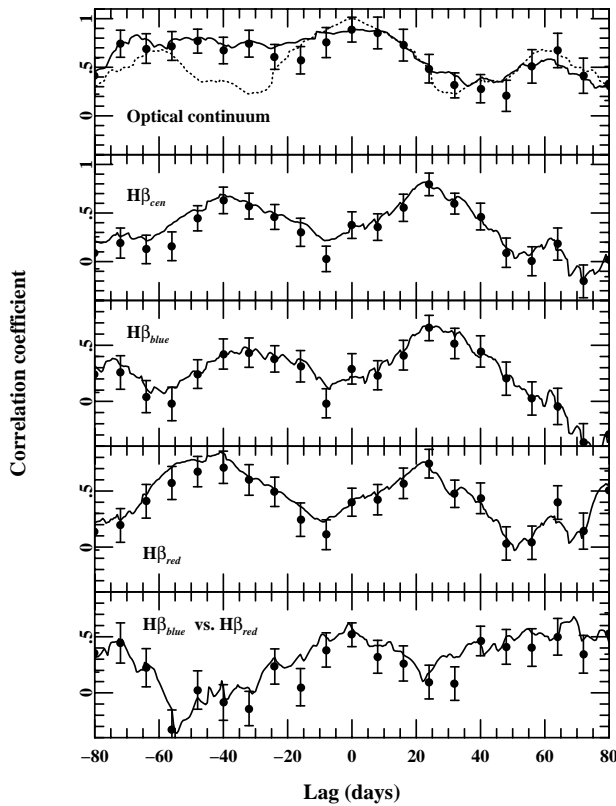 Correlation coefficient
1
.5
0
Optical continuum
1
.5
0
Hβcen
.5
0
Hβblue
.5
0
Hβred
.5
0
Hβblue vs. Hβred
−80 −60 −40 −20 0 20 40 60 80
Lag (days)